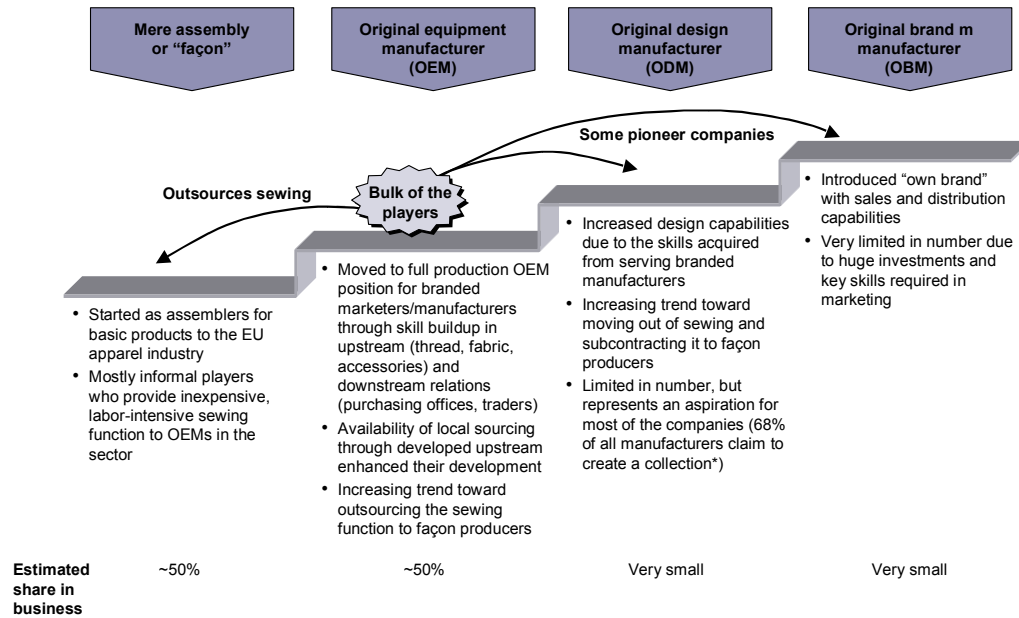 Mere assembly
or “façon”
Original equipment
manufacturer
(OEM)
Original design
manufacturer
(ODM)
Original brand m
manufacturer
(OBM)
Some pioneer companies
Outsources sewing
Bulk of the
players
• Started as assemblers for
basic products to the EU
apparel industry
• Mostly informal players
who provide inexpensive,
labor-intensive sewing
function to OEMs in the
sector
• Moved to full production OEM
position for branded
marketers/manufacturers
through skill buildup in
upstream (thread, fabric,
accessories) and
downstream relations
(purchasing offices, traders)
• Availability of local sourcing
through developed upstream
enhanced their development
• Increasing trend toward
outsourcing the sewing
function to façon producers
• Increased design capabilities
due to the skills acquired
from serving branded
manufacturers
• Increasing trend toward
moving out of sewing and
subcontracting it to façon
producers
• Limited in number, but
represents an aspiration for
most of the companies (68%
of all manufacturers claim to
create a collection*)
• Introduced “own brand”
with sales and distribution
capabilities
• Very limited in number due
to huge investments and
key skills required in
marketing
Estimated
share in
business
~50%
~50%
Very small
Very small